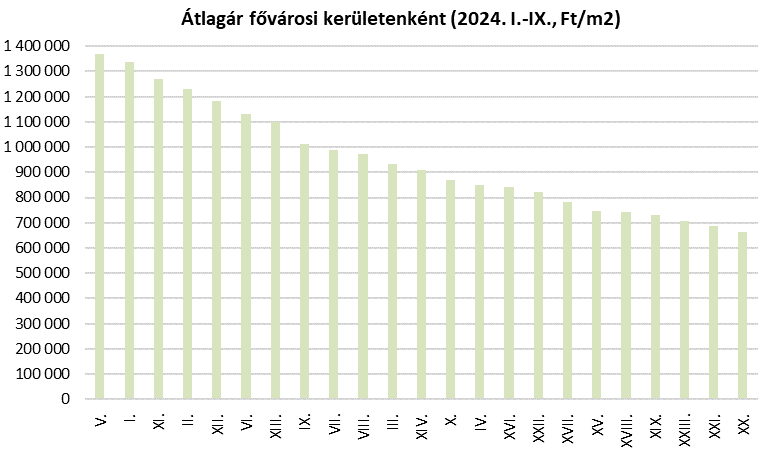 Átlagár fővárosi kerületenként (2024. I.-IX., Ft/m2)
1 400 000
1 300 000
1 200 000
1 100 000
1 000 000
900 000
800 000
700 000
600 000
500 000
400 000
300 000
200 000
100 000
0
V. I. XI. II. XII. VI. XIII. IX. VII. VIII. III. XIV. X. IV. XVI. XXII. XVII. XV. XVIII. XIX. XXIII. XXI. XX.